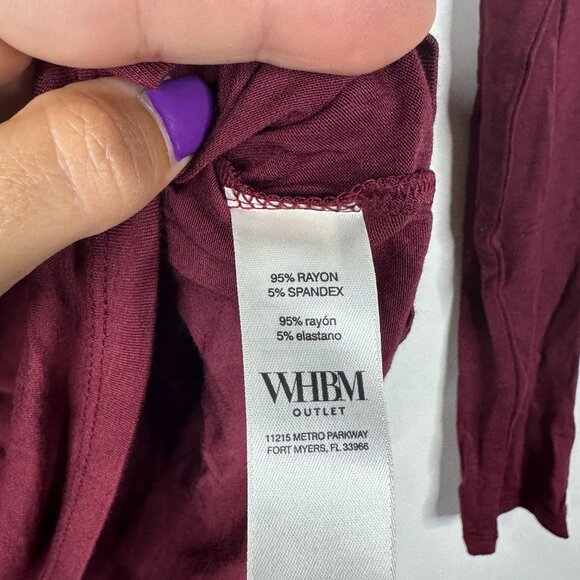 95% RAYON
5% SPANDEX
95% rayón
5% elastano
WHBM
OUTLET
11215 METRO PARKWAY
FORT MYERS, FL 33966